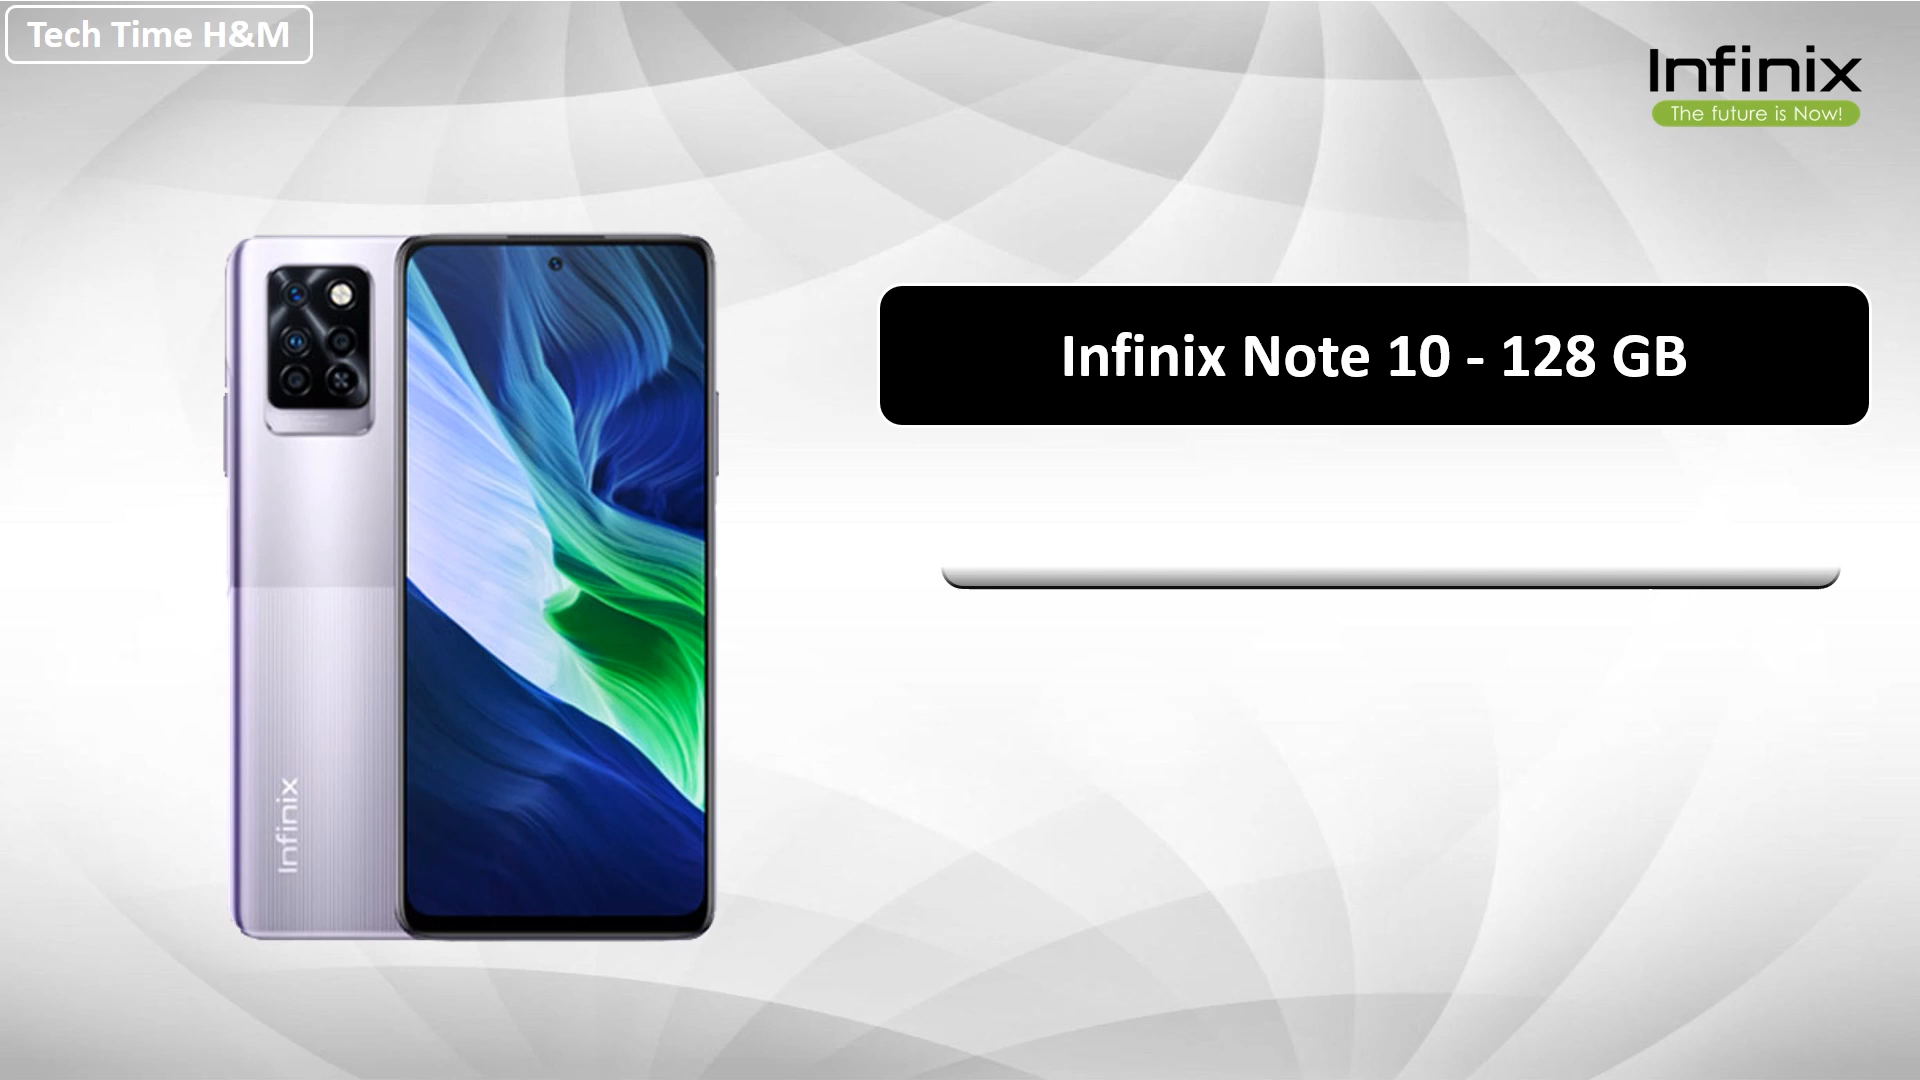 Tech Time H&M
Infinix
The future is Now!
Infinix Note 10 - 128 GB
Infinix